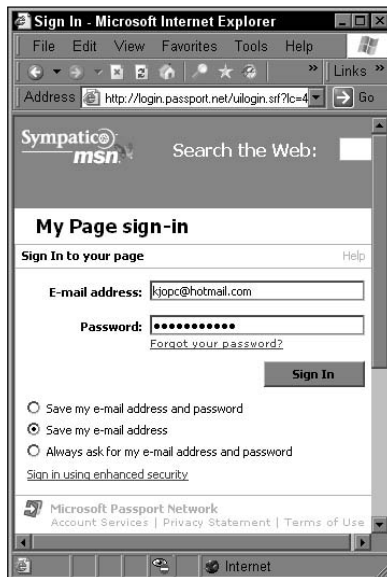 Sign In - Microsoft Internet Explorer
File Edit View Favorites Tools Help
» Links »
Address http://login.passport.net/uilogin.srf?lc=4 Go
Sympatico
msn
Search the Web:
My Page sign-in
Sign In to your page Help
E-mail address: kjopc@hotmail.com
Password: •••••••••••
Forgot your password?
Sign In
Save my e-mail address and password
Save my e-mail address
Always ask for my e-mail address and password
Sign in using enhanced security
Microsoft Passport Network
Account Services | Privacy Statement | Terms of Use
Internet